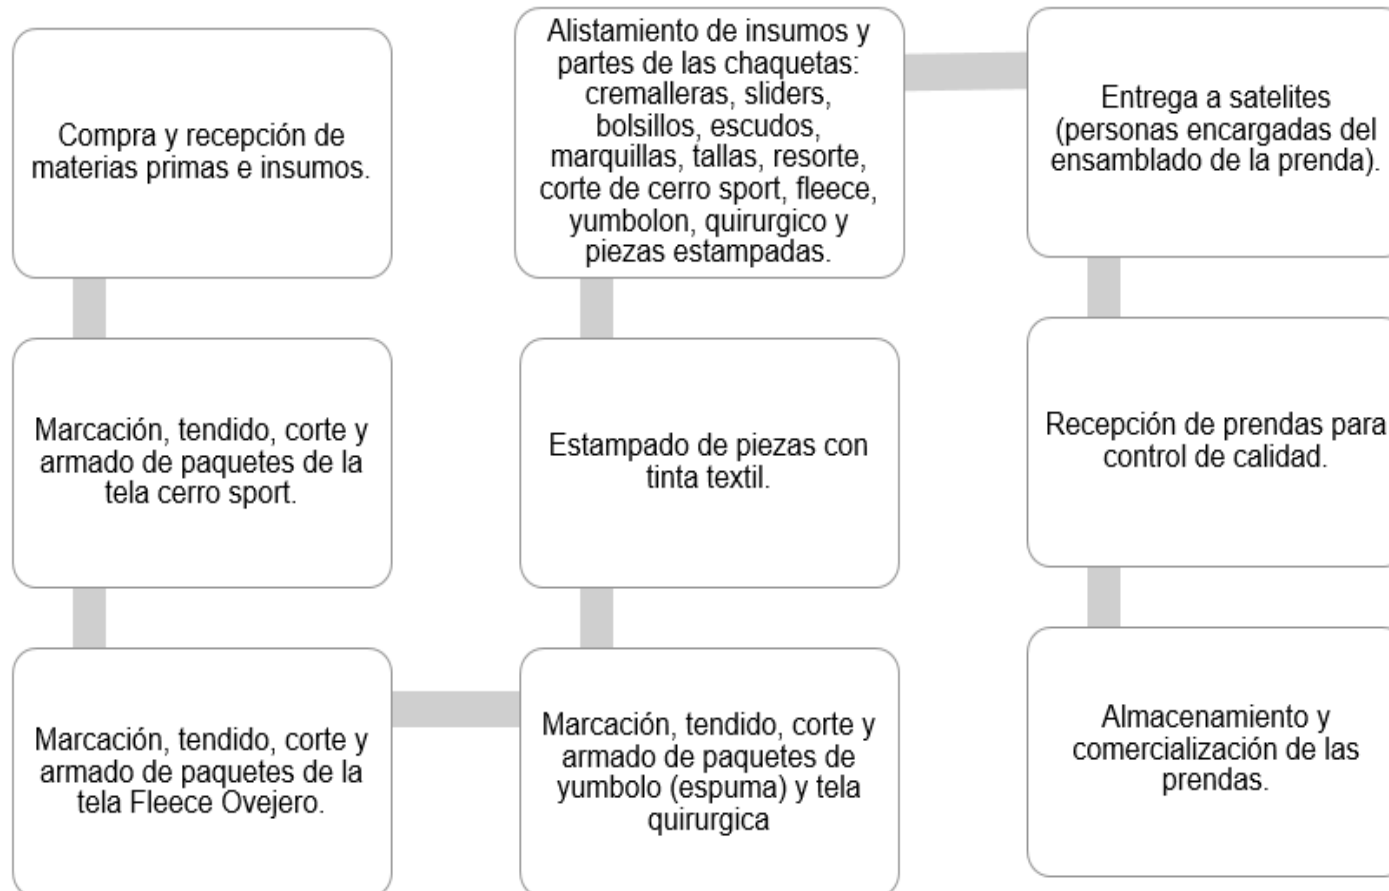 Compra y recepción de
materias primas e insumos.
Marcación, tendido, corte y
armado de paquetes de la
tela cerro sport.
Marcación, tendido, corte y
armado de paquetes de la
tela Fleece Ovejero.
Marcación, tendido, corte y
armado de paquetes de
yumbolo (espuma) y tela
quirurgica
Estampado de piezas con
tinta textil.
Alistamiento de insumos y
partes de las chaquetas:
cremalleras, sliders,
bolsillos, escudos,
marquillas, tallas, resorte,
corte de cerro sport, fleece,
yumbolon, quirurgico y
piezas estampadas.
Entrega a satelites
(personas encargadas del
ensamblado de la prenda).
Recepción de prendas para
control de calidad.
Almacenamiento y
comercialización de las
prendas.